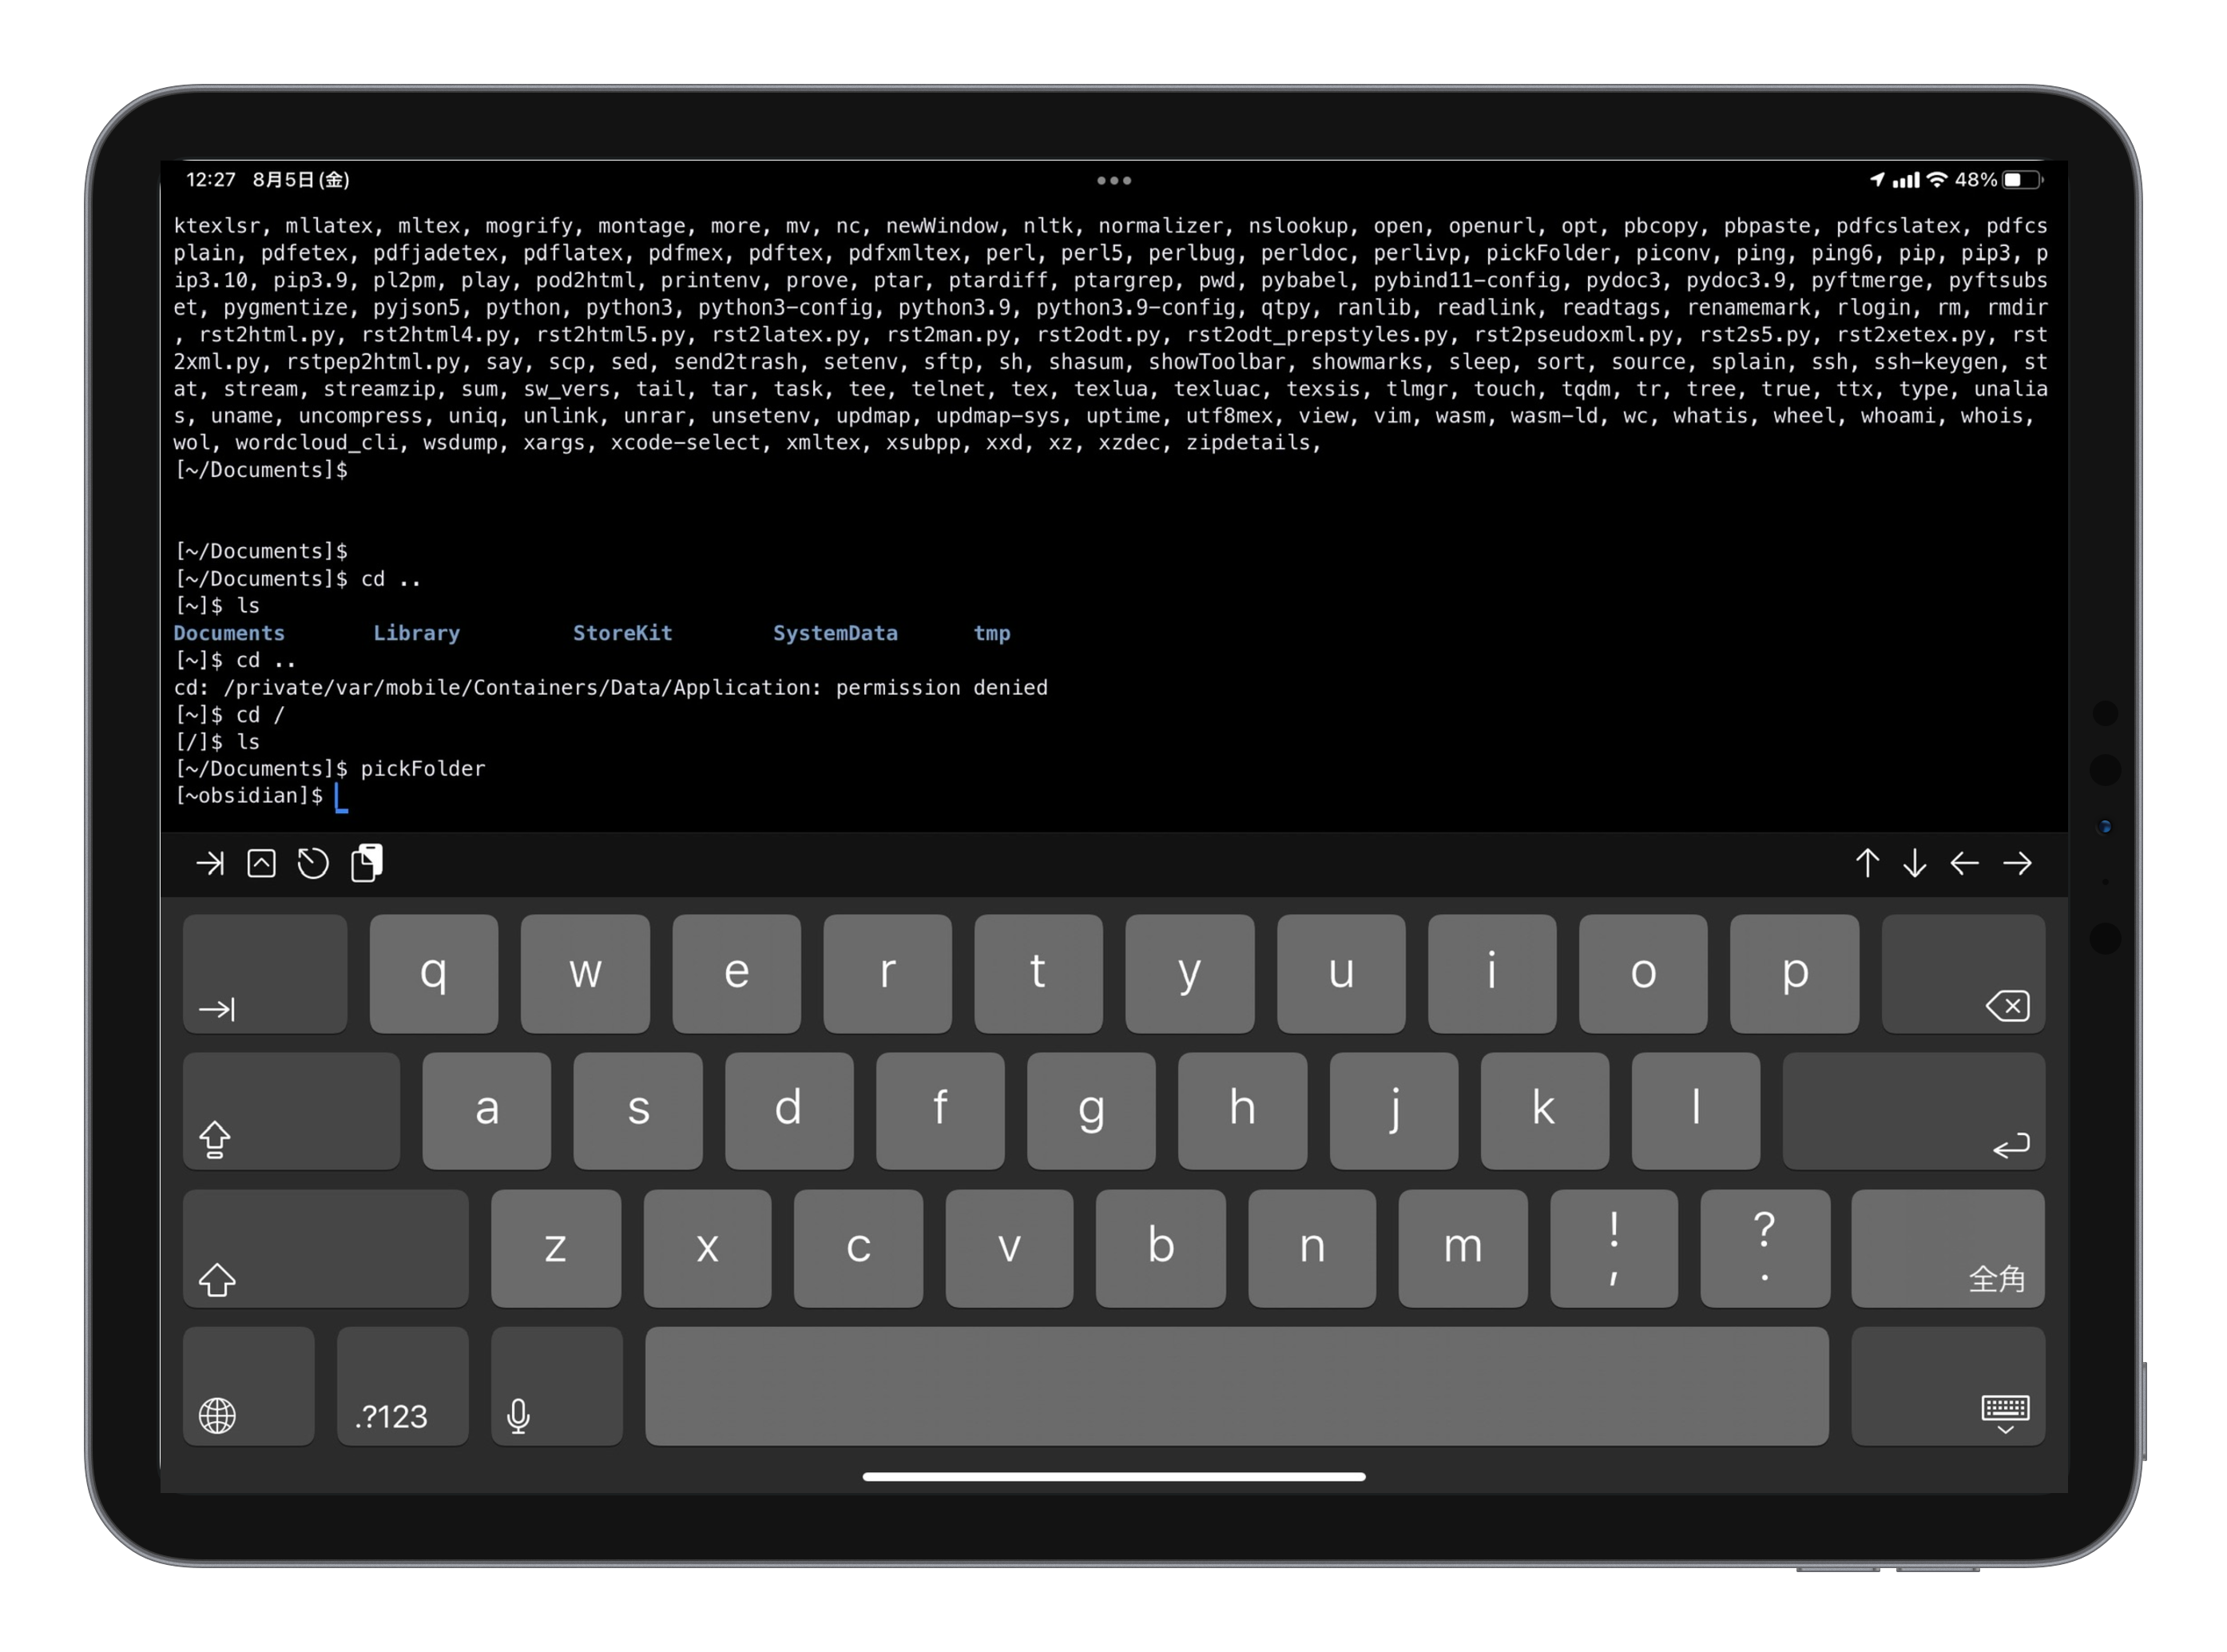 12:27 8月5日(金) 48%
ktexlsr, mllatex, mltex, mogrify, montage, more, mv, nc, newWindow, nltk, normalizer, nslookup, open, openurl, opt, pbcopy, pbpaste, pdfcslatex, pdfcs
plain, pdfetex, pdfjadetex, pdflatex, pdfmex, pdftex, pdfxmltex, perl, perl5, perlbug, perldoc, perlivp, pickFolder, piconv, ping, ping6, pip, pip3, p
ip3.10, pip3.9, pl2pm, play, pod2html, printenv, prove, ptar, ptardiff, ptargrep, pwd, pybabel, pybind11-config, pydoc3, pydoc3.9, pyftmerge, pyftsubs
et, pygmentize, pyjson5, python, python3, python3-config, python3.9, python3.9-config, qtpy, ranlib, readlink, readtags, renamemark, rlogin, rm, rmdir
, rst2html.py, rst2html4.py, rst2html5.py, rst2latex.py, rst2man.py, rst2odt.py, rst2odt_prepstyles.py, rst2pseudoxml.py, rst2s5.py, rst2xetex.py, rst
2xml.py, rstpep2html.py, say, scp, sed, send2trash, setenv, sftp, sh, shasum, showToolbar, showmarks, sleep, sort, source, splain, ssh, ssh-keygen, st
at, stream, streamzip, sum, sw_vers, tail, tar, task, tee, telnet, tex, texlua, texluac, texsis, tlmgr, touch, tqdm, tr, tree, true, ttx, type, unalia
s, uname, uncompress, uniq, unlink, unrar, unsetenv, updmap, updmap-sys, uptime, utf8mex, view, vim, wasm, wasm-ld, wc, whatis, wheel, whoami, whois,
wol, wordcloud_cli, wsdump, xargs, xcode-select, xmltex, xsubpp, xxd, xz, xzdec, zipdetails,
[~/Documents]$
[~/Documents]$
[~/Documents]$ cd ..
[~]$ ls
Documents Library StoreKit SystemData tmp
[~]$ cd ..
cd: /private/var/mobile/Containers/Data/Application: permission denied
[~]$ cd /
[/]$ ls
[~/Documents]$ pickFolder
[~obsidian]$
q w e r t y u i o p
a s d f g h j k l
z x c v b n m ! , ? . 全角
.?123